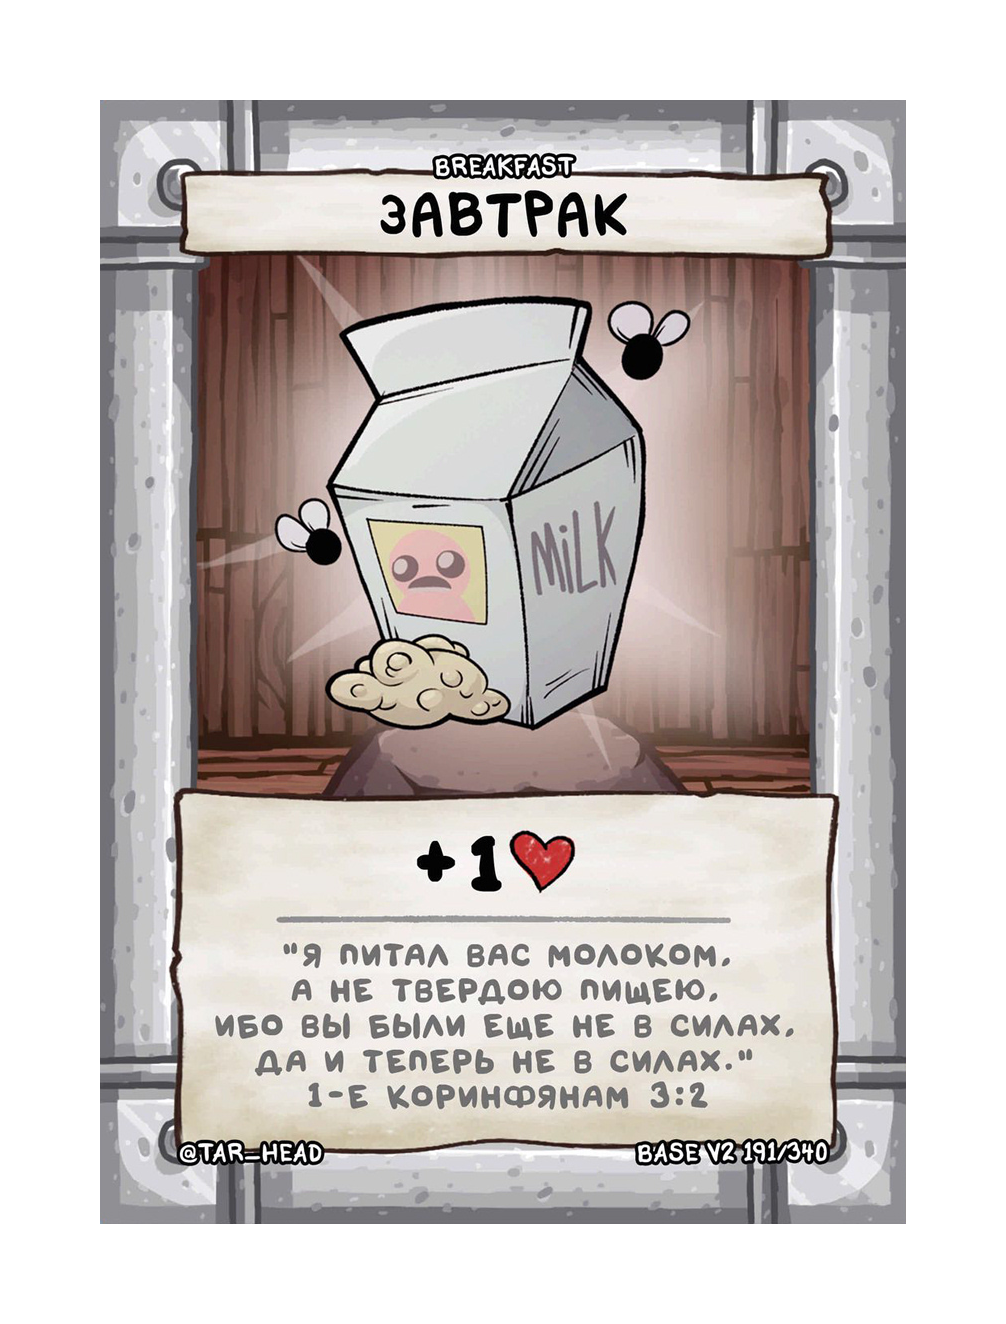 BREAKFAST
ЗАВТРАК
MiLK
+1
"Я ПИТАЛ ВАС МОЛОКОМ,
А НЕ ТВЕРДОЮ ПИЩЕЮ,
ИБО ВЫ БЫЛИ ЕЩЕ НЕ В СИЛАХ,
ДА И ТЕПЕРЬ НЕ В СИЛАХ."
1-Е КОРИНФЯНАМ 3:2
@TAR_HEAD
BASE V2 191/340